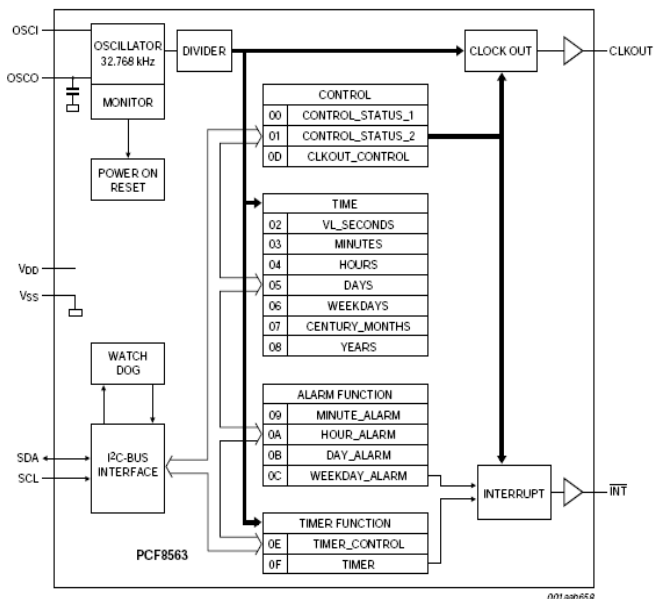 OSCI
OSCILLATOR
32.768 kHz
DIVIDER
CLOCK OUT
CLKOUT
OSCO
MONITOR
CONTROL
00 CONTROL_STATUS_1
01 CONTROL_STATUS_2
0D CLKOUT_CONTROL
POWER ON
RESET
TIME
02 VL_SECONDS
03 MINUTES
04 HOURS
05 DAYS
06 WEEKDAYS
07 CENTURY_MONTHS
08 YEARS
VDD
VSS
WATCH
DOG
ALARM FUNCTION
09 MINUTE_ALARM
0A HOUR_ALARM
0B DAY_ALARM
0C WEEKDAY_ALARM
SDA
SCL
I2C-BUS
INTERFACE
INTERRUPT
INT
TIMER FUNCTION
0E TIMER_CONTROL
0F TIMER
PCF8563
001aah658